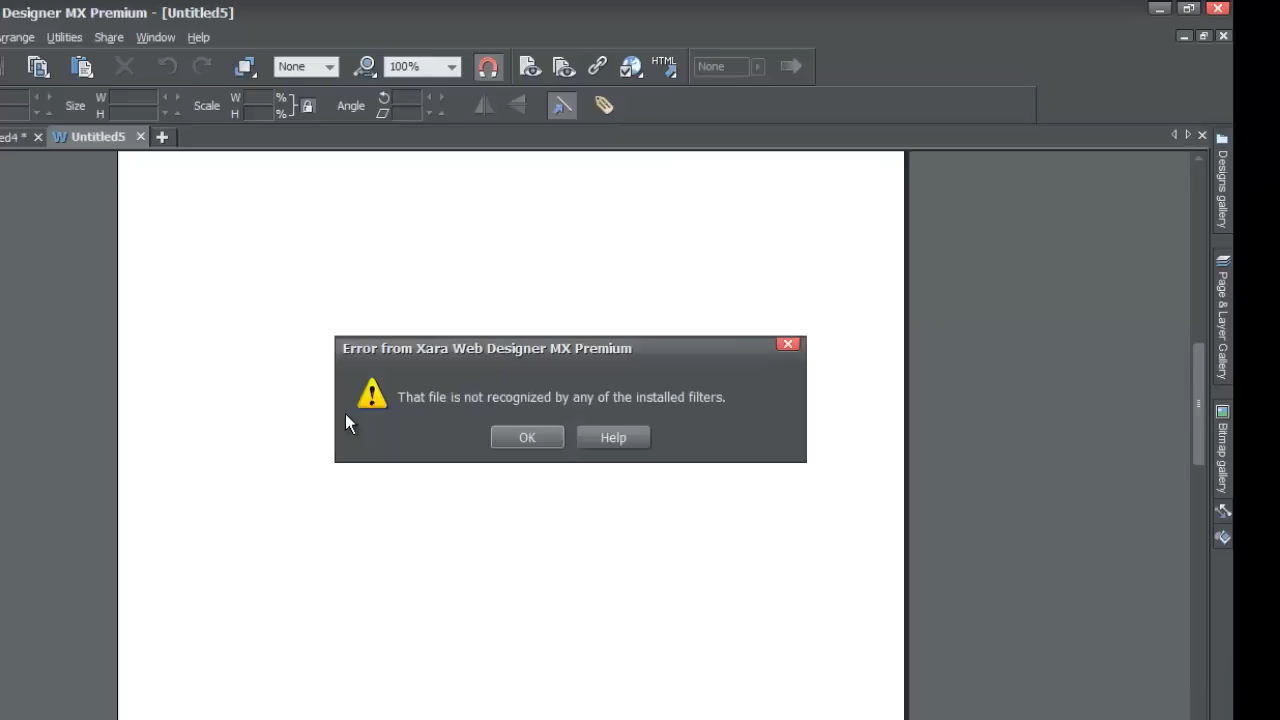 Designer MX Premium - [Untitled5]
rrange Utilities Share Window Help
None 100% HTML None
Size W H Scale W H % % Angle
ed4 * Untitled5
Designs gallery
Page & Layer Gallery
Bitmap gallery
Error from Xara Web Designer MX Premium
That file is not recognized by any of the installed filters.
OK Help